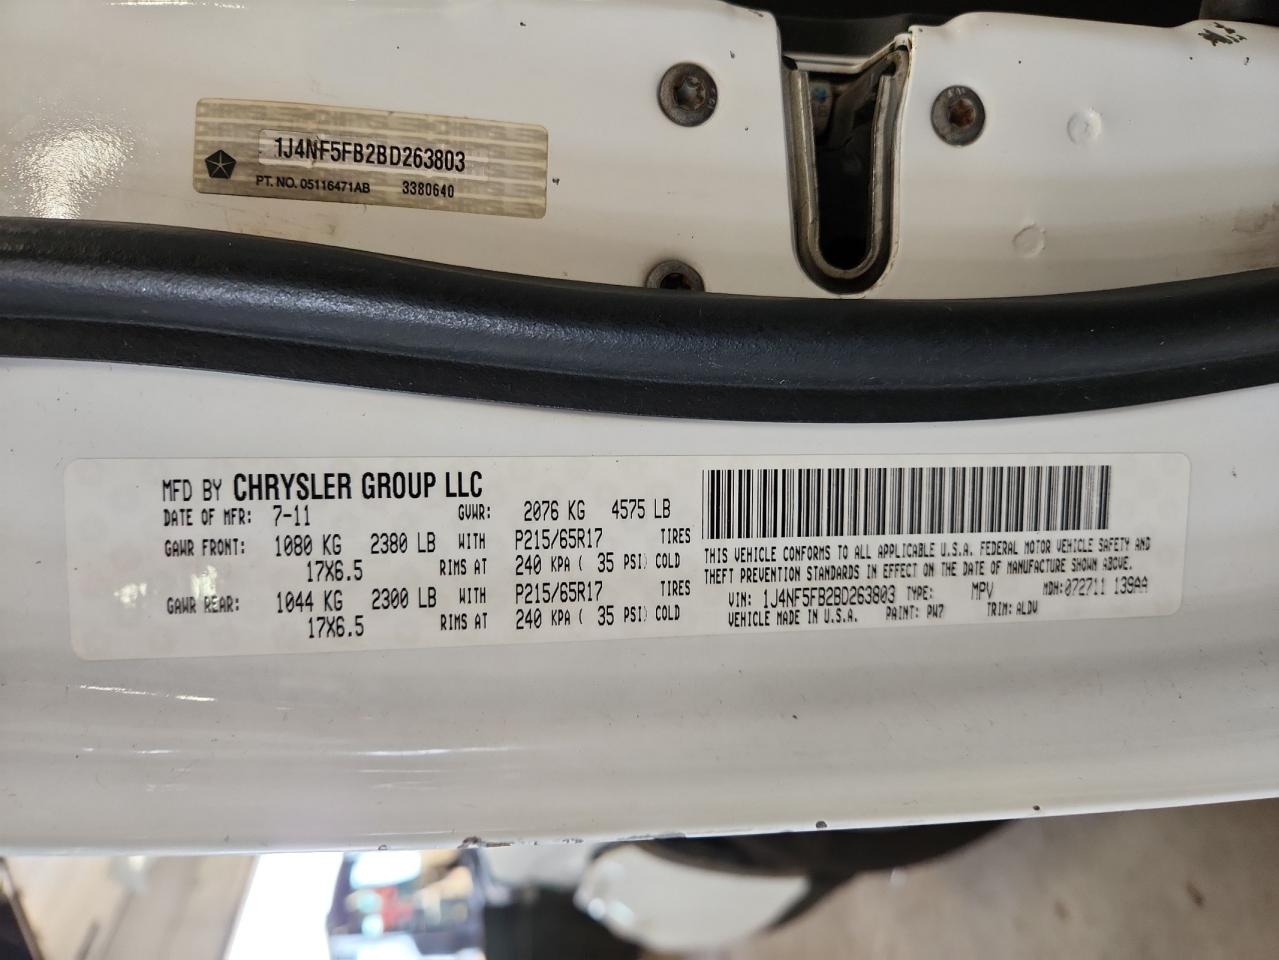 1J4NF5FB2BD263803
PT. NO. 05116471AB 3380640
MFD BY CHRYSLER GROUP LLC
DATE OF MFR: 7-11 GVWR: 2076 KG 4575 LB
GAWR FRONT: 1080 KG 2380 LB WITH P215/65R17 TIRES
17X6.5 RIMS AT 240 KPA ( 35 PSI) COLD
GAWR REAR: 1044 KG 2300 LB WITH P215/65R17 TIRES
17X6.5 RIMS AT 240 KPA ( 35 PSI) COLD
THIS VEHICLE CONFORMS TO ALL APPLICABLE U.S.A. FEDERAL MOTOR VEHICLE SAFETY AND
THEFT PREVENTION STANDARDS IN EFFECT ON THE DATE OF MANUFACTURE SHOWN ABOVE.
VIN: 1J4NF5FB2BD263803 TYPE: MPV MDH:072711 139AA
VEHICLE MADE IN U.S.A. PAINT: PW7 TRIM: ALDV